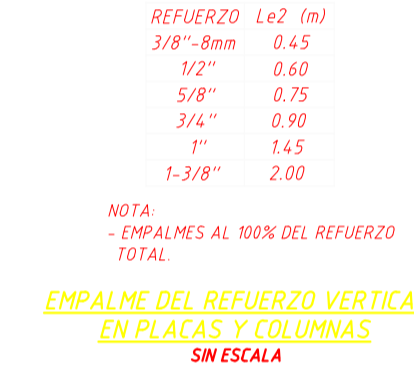 REFUERZO Le2 (m)
3/8"-8mm 0.45
1/2" 0.60
5/8" 0.75
3/4" 0.90
1" 1.45
1-3/8" 2.00
NOTA:
- EMPALMES AL 100% DEL REFUERZO
TOTAL.
EMPALME DEL REFUERZO VERTICA
EN PLACAS Y COLUMNAS
SIN ESCALA